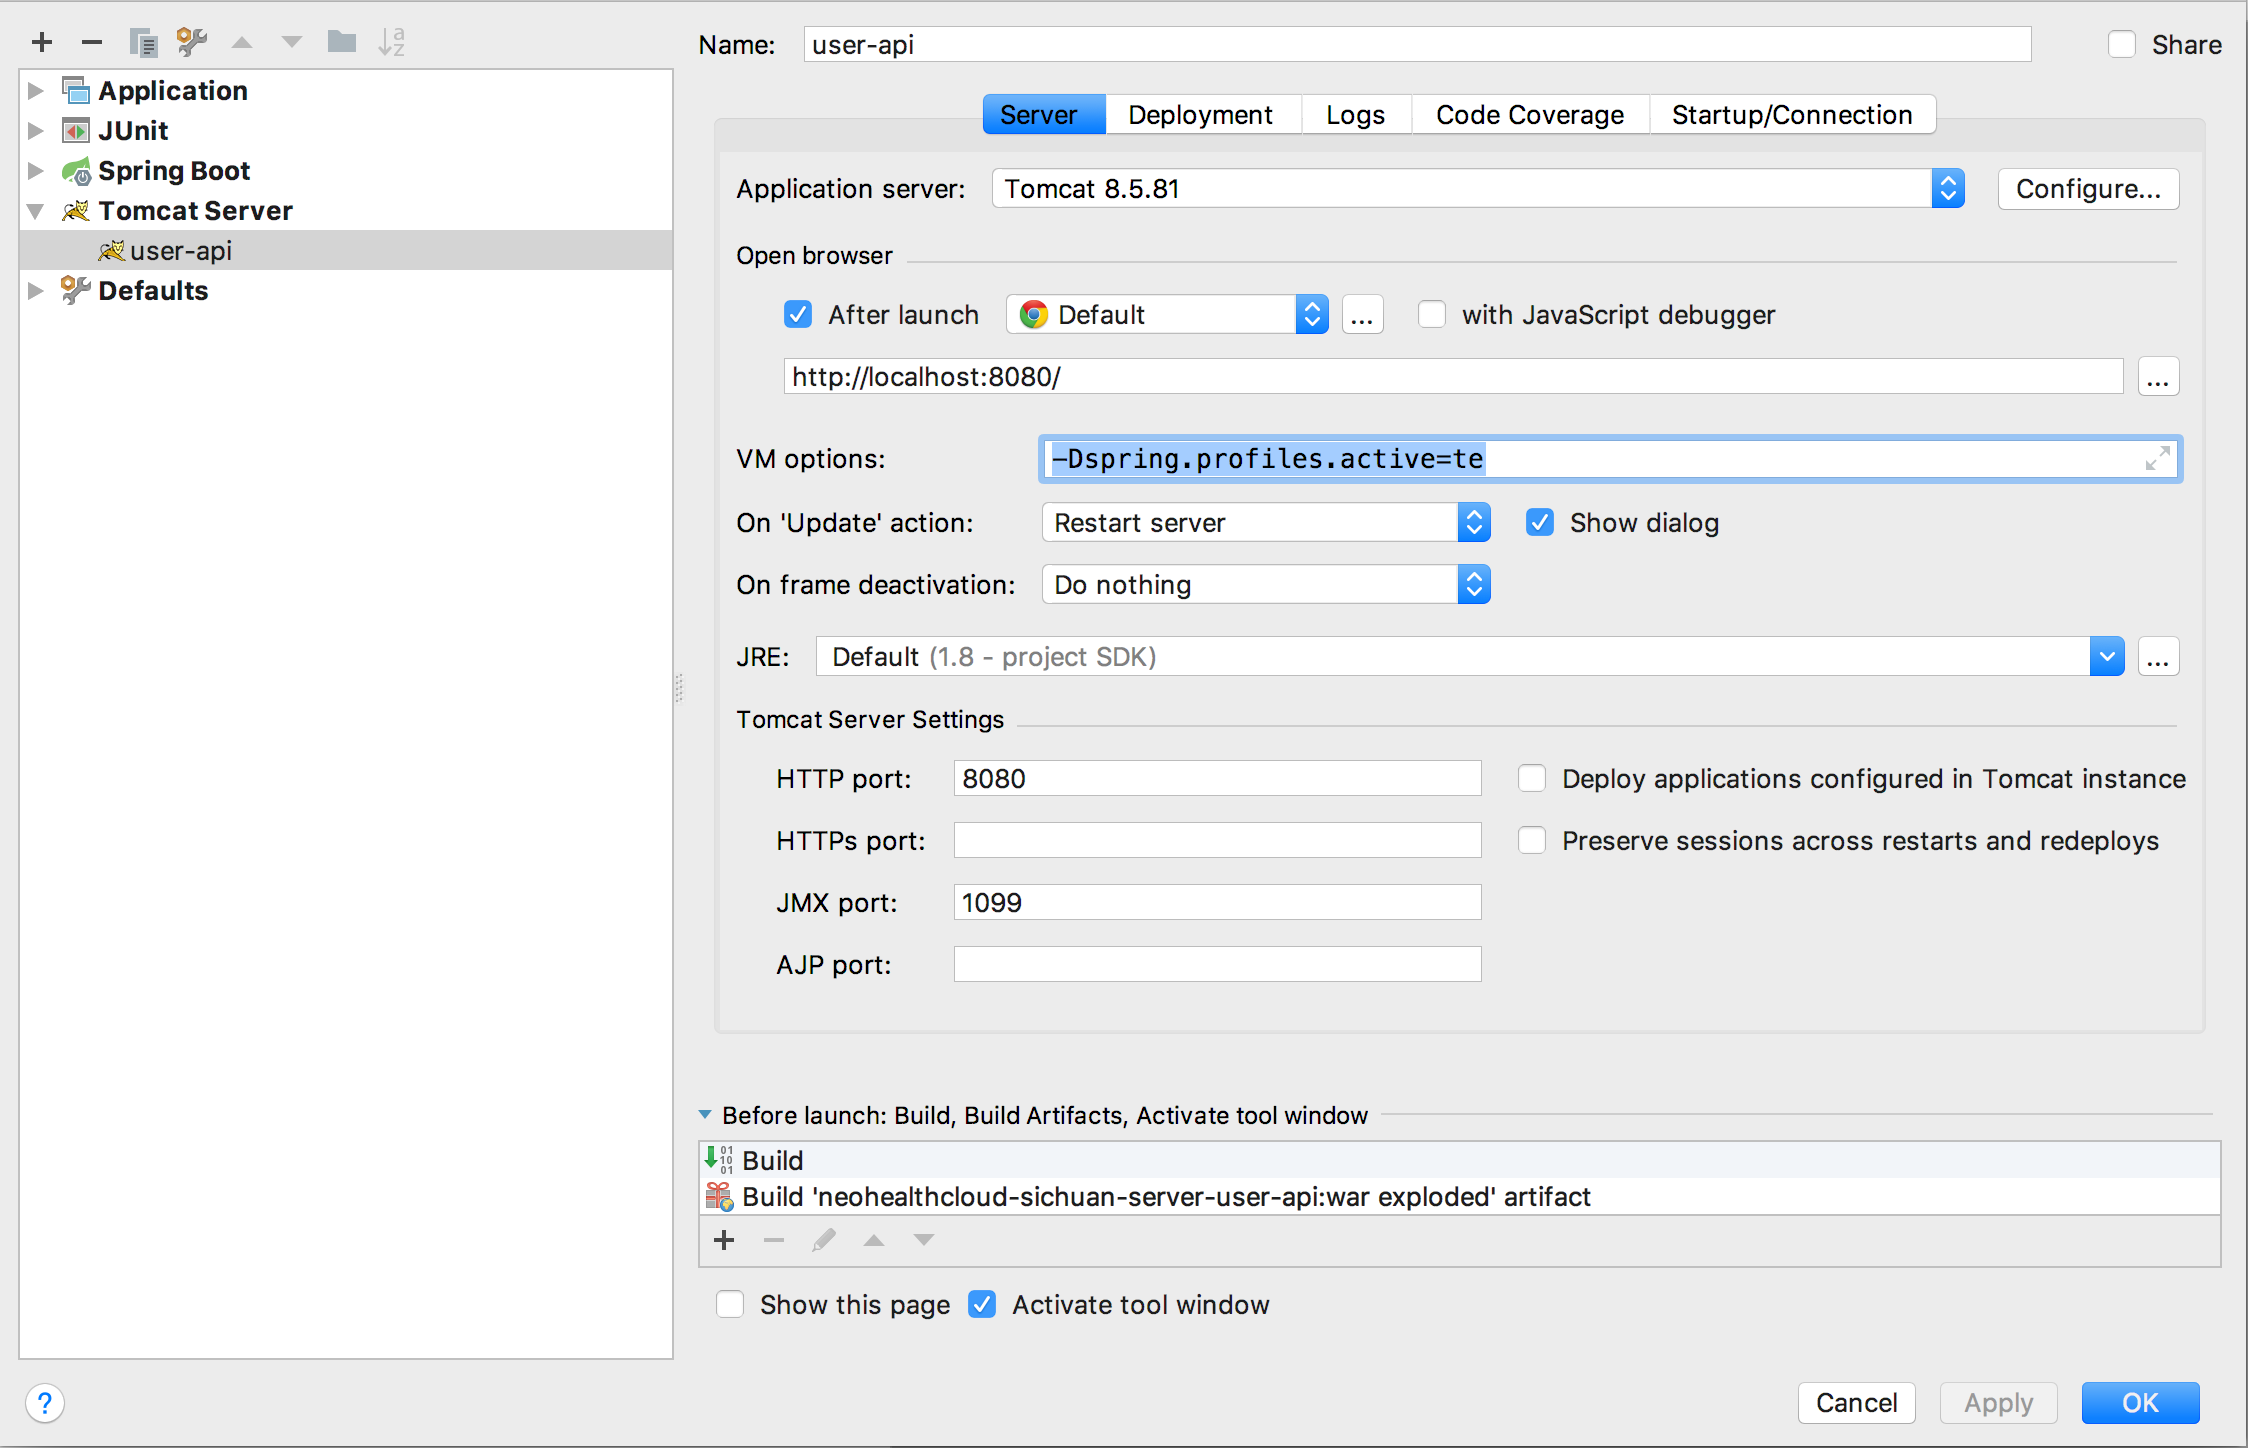 Name: user-api Share
Application
JUnit
Spring Boot
Tomcat Server
user-api
Defaults
Server Deployment Logs Code Coverage Startup/Connection
Application server: Tomcat 8.5.81 Configure...
Open browser
After launch Default ... with JavaScript debugger
http://localhost:8080/ ...
VM options: -Dspring.profiles.active=te
On 'Update' action: Restart server Show dialog
On frame deactivation: Do nothing
JRE: Default (1.8 - project SDK) ...
Tomcat Server Settings
HTTP port: 8080 Deploy applications configured in Tomcat instance
HTTPs port: Preserve sessions across restarts and redeploys
JMX port: 1099
AJP port:
Before launch: Build, Build Artifacts, Activate tool window
Build
Build 'neohealthcloud-sichuan-server-user-api:war exploded' artifact
Show this page Activate tool window
? Cancel Apply OK